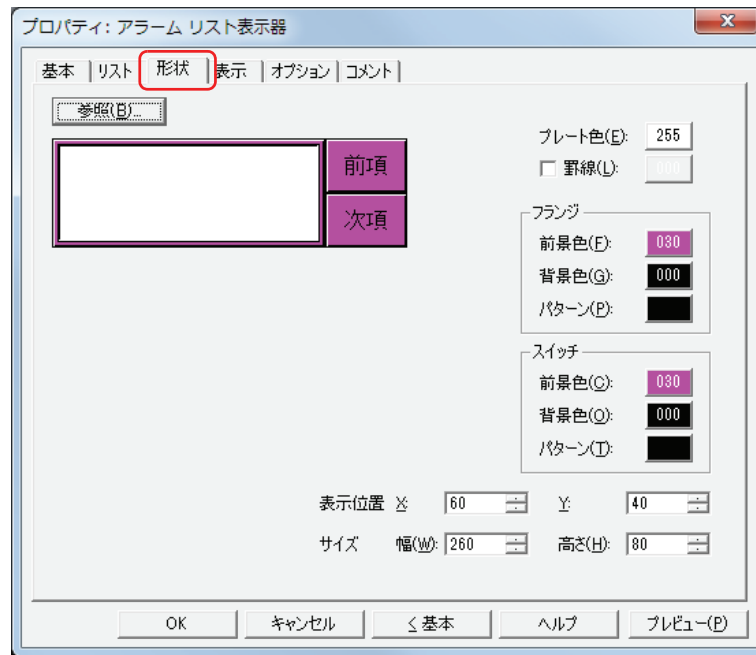 プロパティ: アラーム リスト表示器
基本 リスト 形状 表示 オプション コメント
参照(B)...
前項
次項
プレート色(E): 255
罫線(L): 000
フランジ
前景色(F): 030
背景色(G): 000
パターン(P):
スイッチ
前景色(C): 030
背景色(O): 000
パターン(T):
表示位置 X: 60 Y: 40
サイズ 幅(W): 260 高さ(H): 80
OK キャンセル < 基本 ヘルプ プレビュー(P)